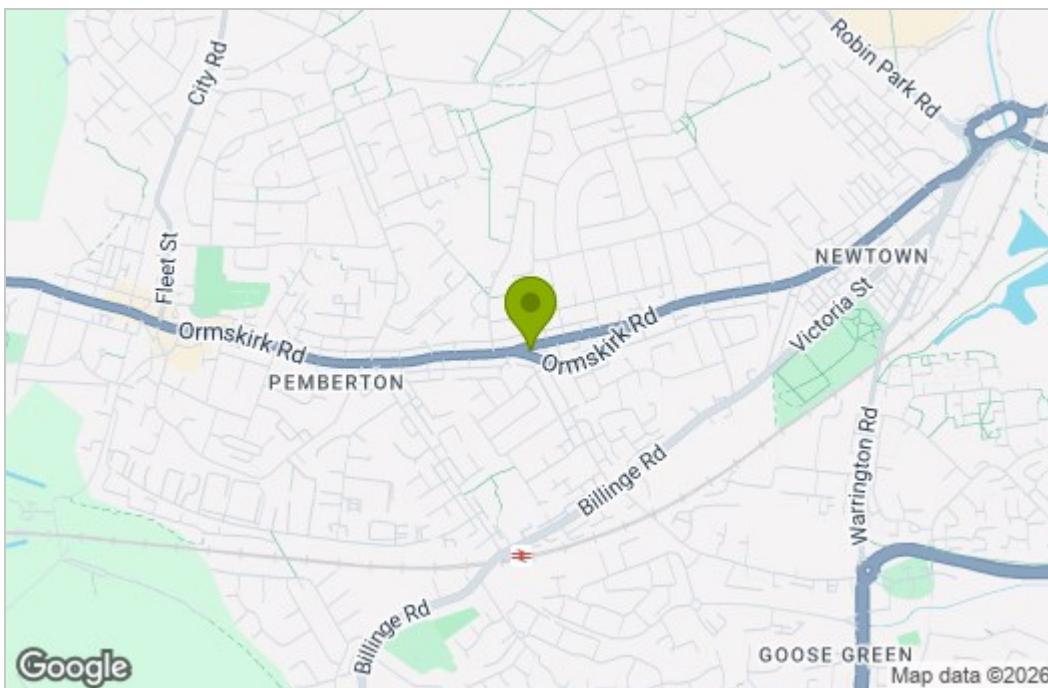 City Rd
Robin Park Rd
NEWTOWN
Fleet St
Victoria St
Ormskirk Rd
Ormskirk Rd
PEMBERTON
Billinge Rd
Warrington Rd
Billinge Rd
GOOSE GREEN
Google
Map data ©2026